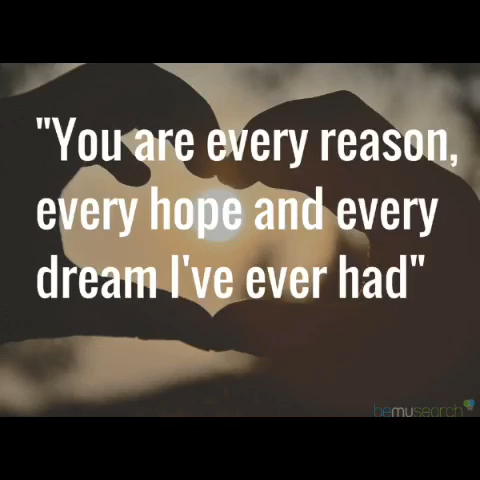 "You are every reason,
every hope and every
dream I've ever had"
bemusearch